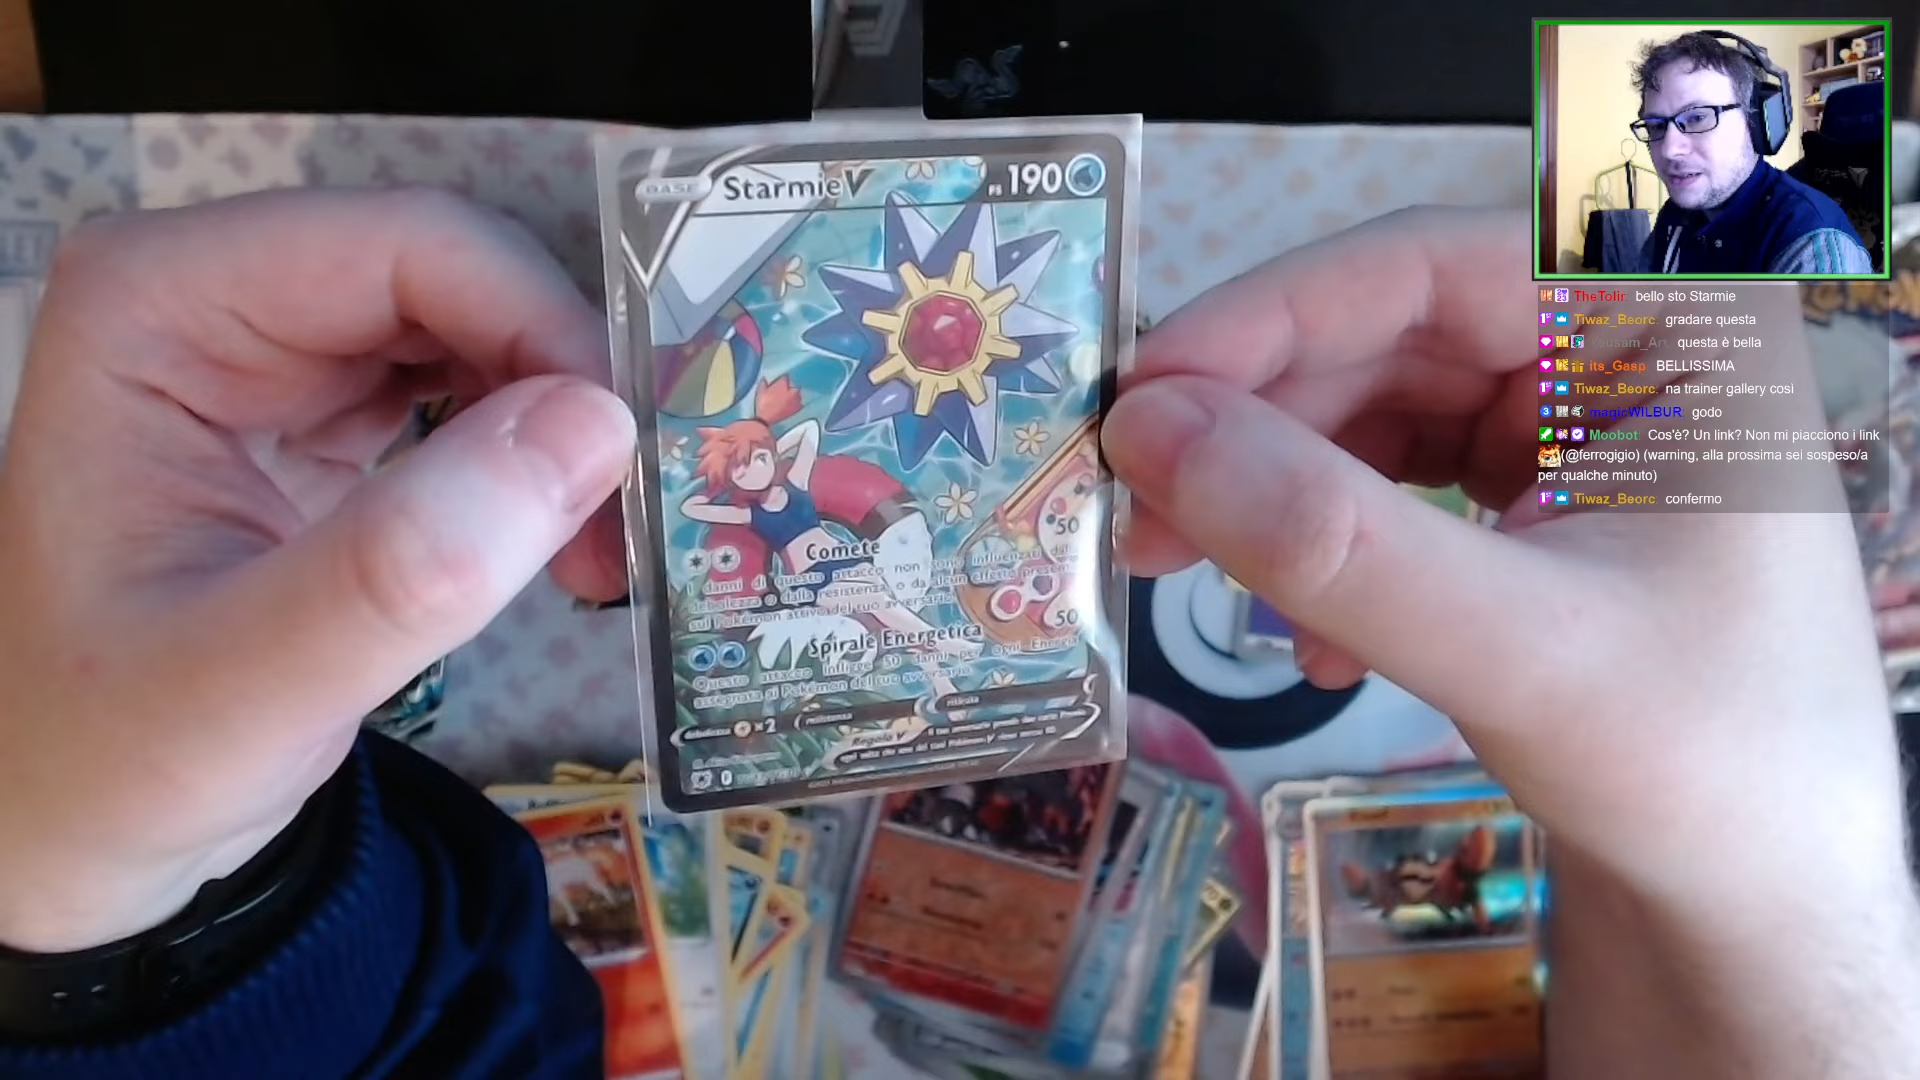 BASE StarmieV PS 190
Comete 50
I danni di questo attacco non sono influenzati dalla
debolezza o dalla resistenza, o da alcun effetto presente
sul Pokémon attivo del tuo avversario.
Spirale Energetica 50
Questo attacco infligge 50 danni per ogni Energia
assegnata ai Pokémon del tuo avversario.
debolezza x2 resistenza ritirata
Regola V
TheTolir: bello sto Starmie
Tiwaz_Beorc: gradare questa
questa è bella
its_Gasp BELLISSIMA
Tiwaz_Beorc: na trainer gallery così
magicWILBUR: godo
Moobot: Cos'è? Un link? Non mi piacciono i link
(@ferrogigio) (warning, alla prossima sei sospeso/a
per qualche minuto)
Tiwaz_Beorc: confermo